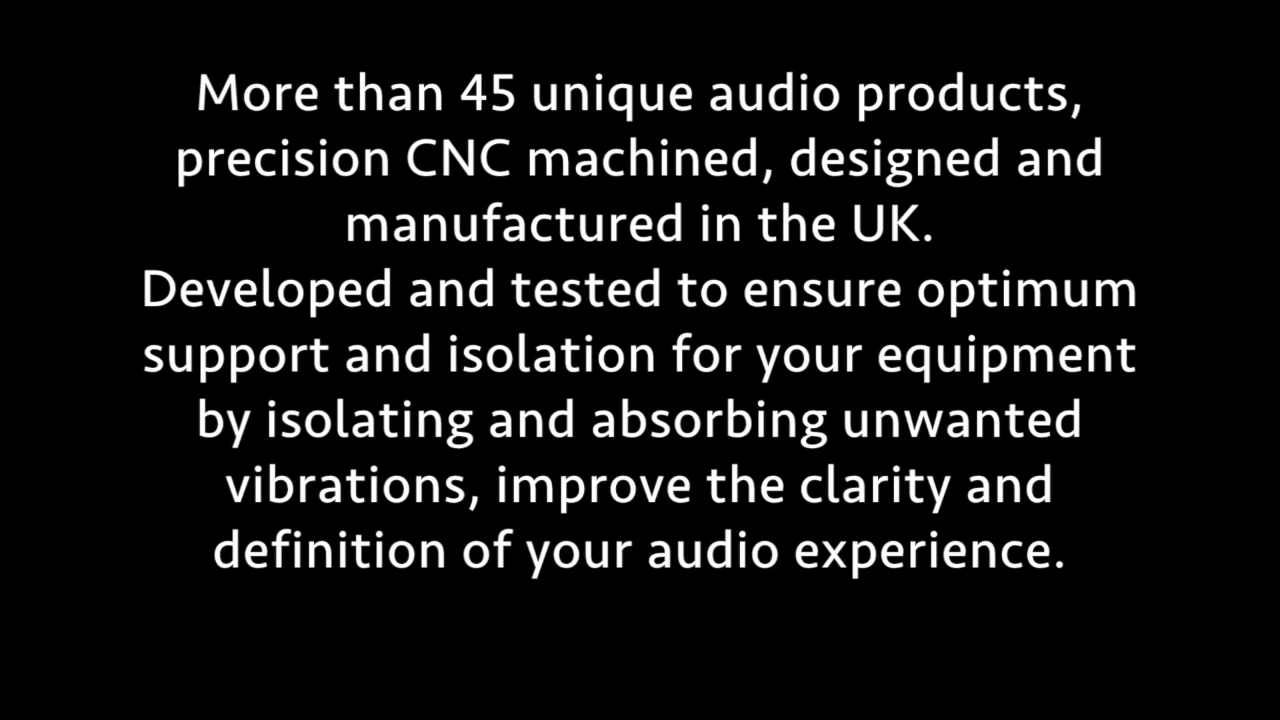 More than 45 unique audio products,
precision CNC machined, designed and
manufactured in the UK.
Developed and tested to ensure optimum
support and isolation for your equipment
by isolating and absorbing unwanted
vibrations, improve the clarity and
definition of your audio experience.